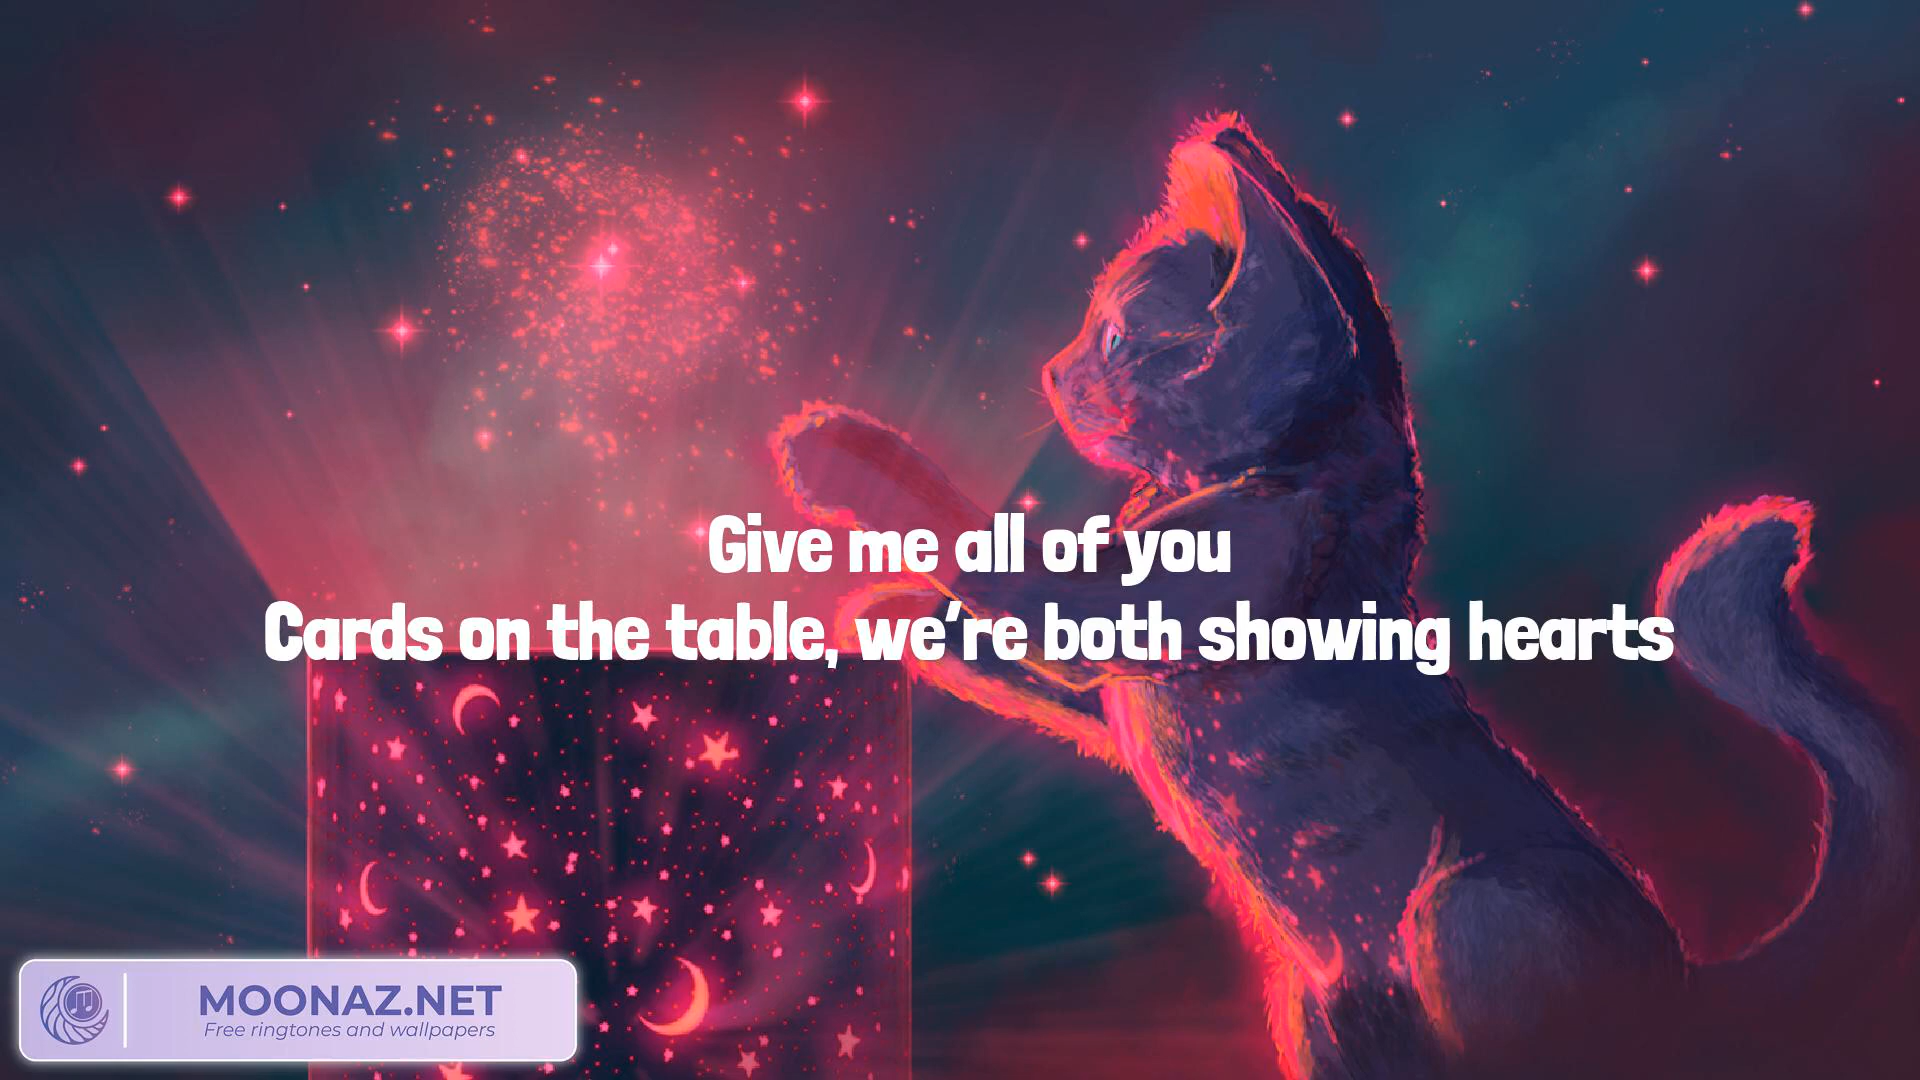 Give me all of you
Cards on the table, we're both showing hearts
MOONAZ.NET
Free ringtones and wallpapers